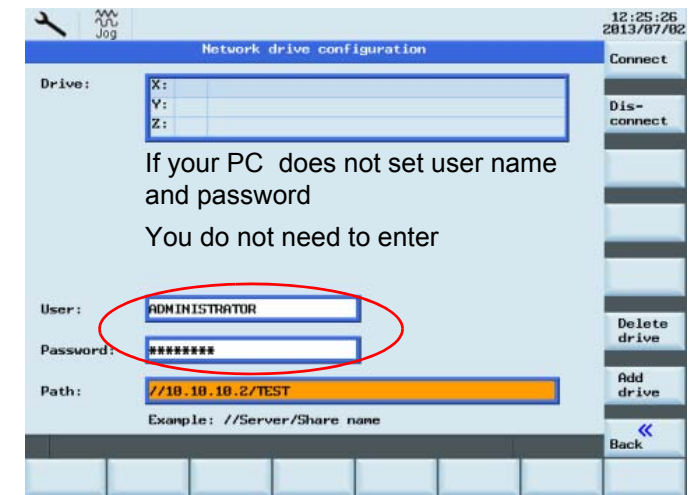 Jog
12:25:26
2013/07/02
Network drive configuration
Connect
Drive:
X:
Y:
Z:
Dis-
connect
If your PC does not set user name
and password
You do not need to enter
User:
ADMINISTRATOR
Delete
drive
Password:
********
Path:
//10.10.10.2/TEST
Add
drive
Example: //Server/Share name
«
Back